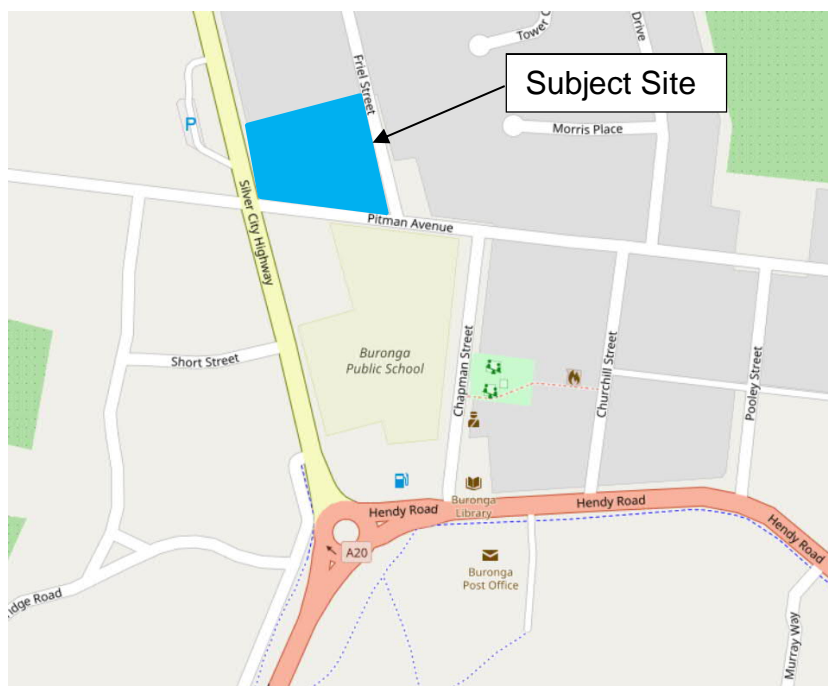 Tower C
Drive
Friel Street
Subject Site
P
Morris Place
Silver City Highway
Pitman Avenue
Buronga
Public School
Short Street
Chapman Street
Churchill Street
Pooley Street
Hendy Road
Buronga
Library
Hendy Road
Hendy Road
A20
Buronga
Post Office
idge Road
Murray Way